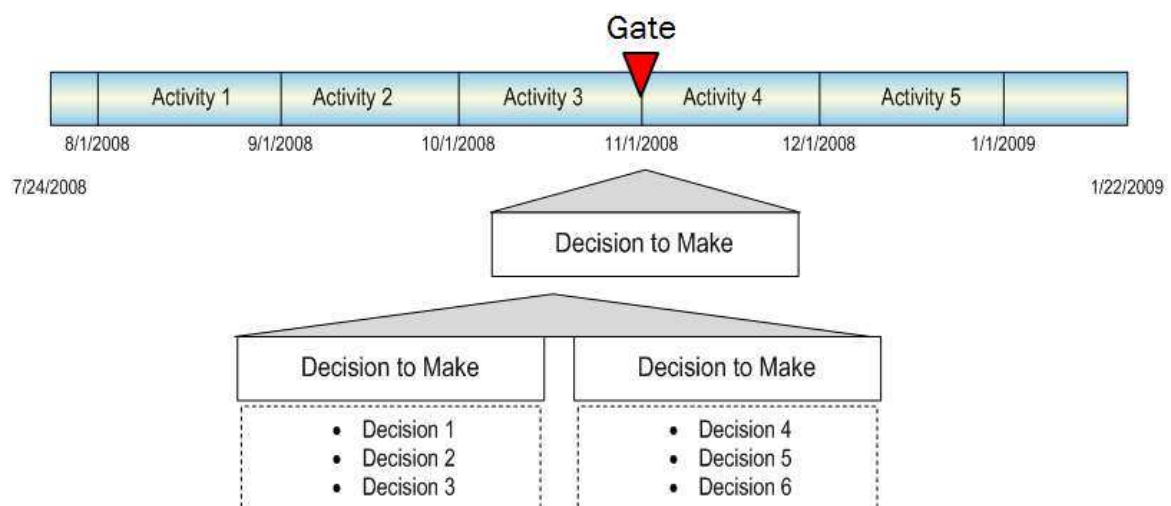 Gate
Activity 1 Activity 2 Activity 3 Activity 4 Activity 5
8/1/2008 9/1/2008 10/1/2008 11/1/2008 12/1/2008 1/1/2009
7/24/2008 1/22/2009
Decision to Make
Decision to Make Decision to Make
• Decision 1 • Decision 4
• Decision 2 • Decision 5
• Decision 3 • Decision 6